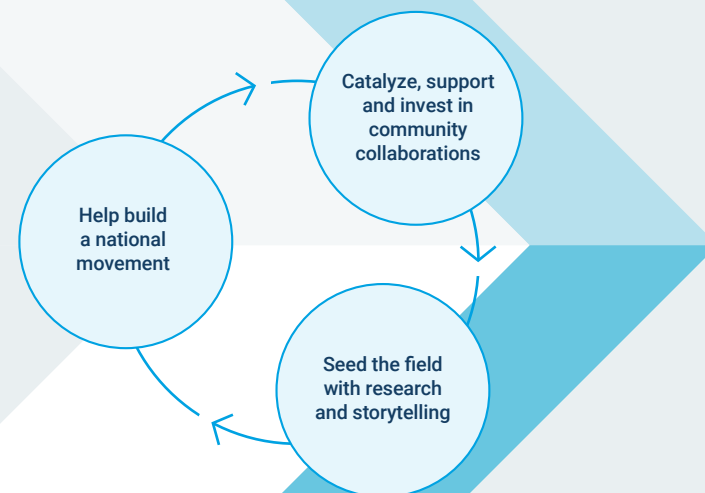 Catalyze, support
and invest in
community
collaborations
Help build
a national
movement
Seed the field
with research
and storytelling